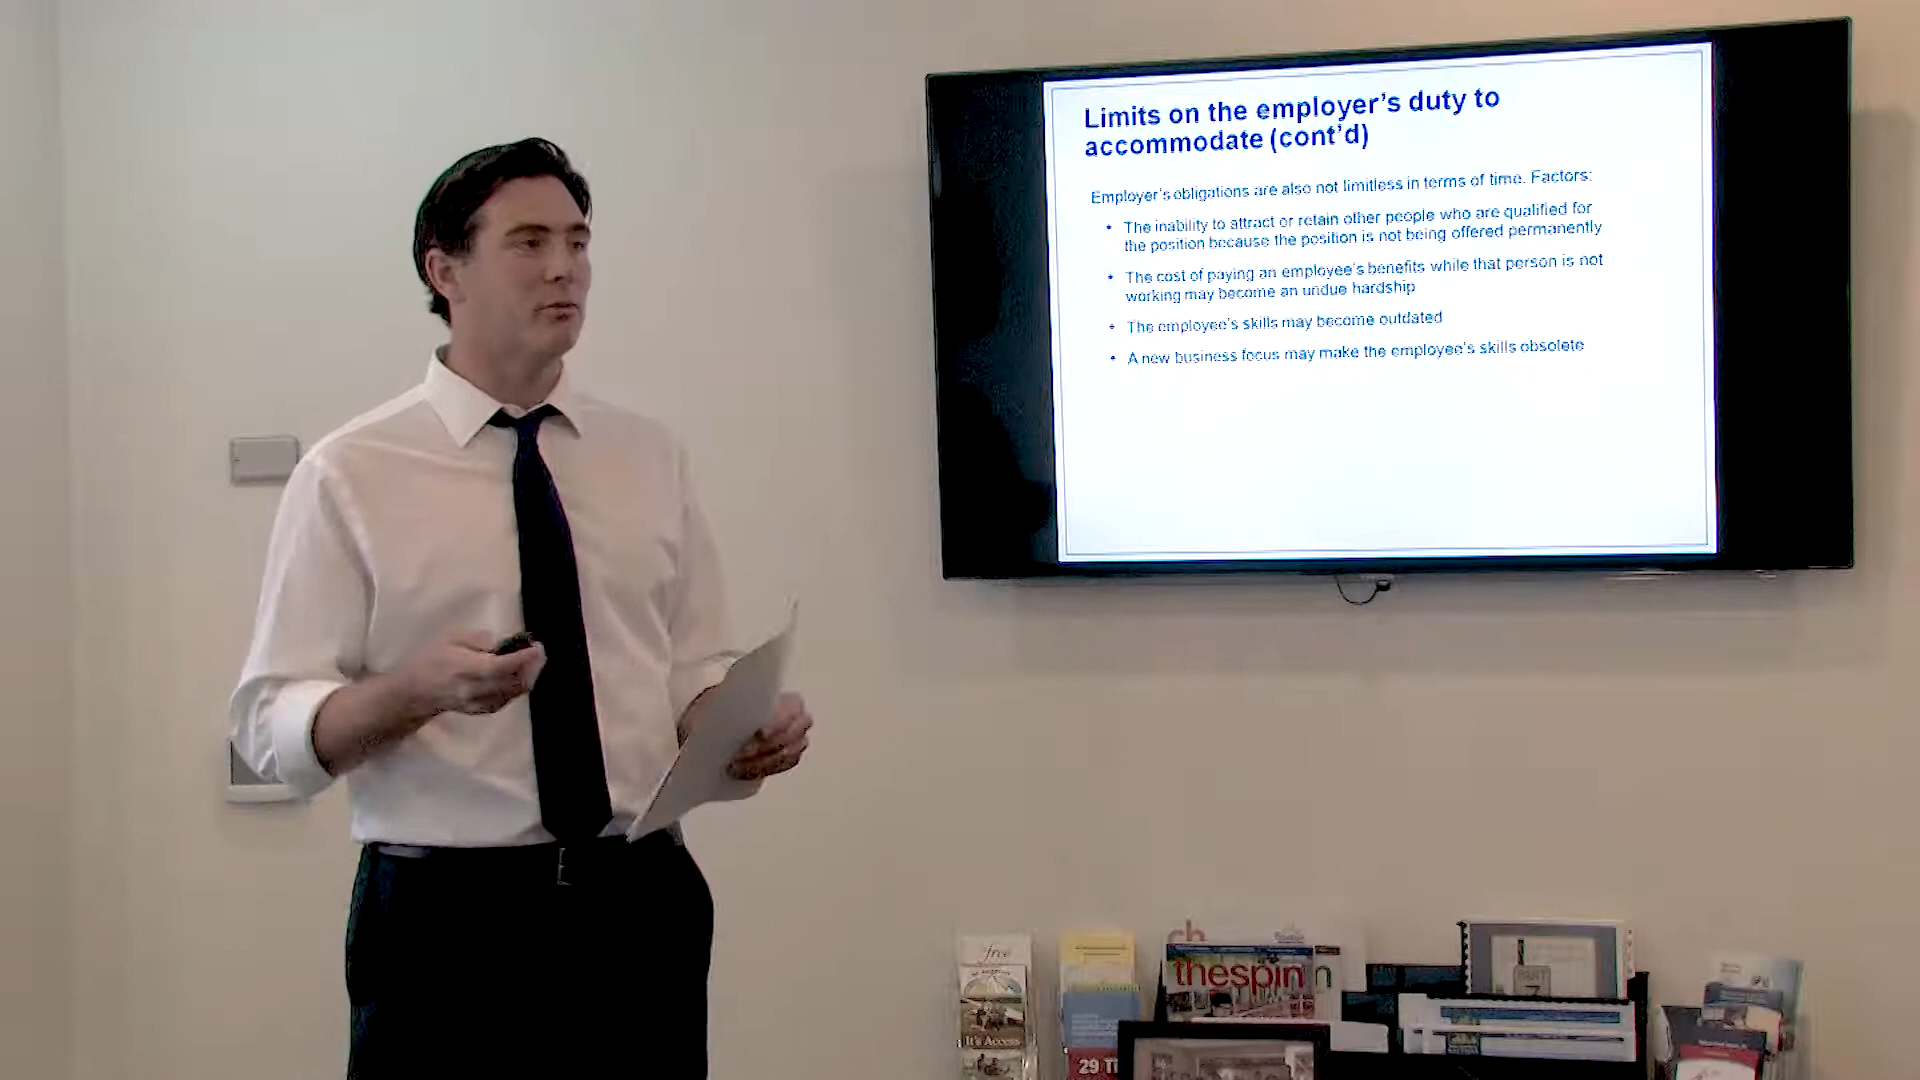 Limits on the employer’s duty to
accommodate (cont’d)
Employer’s obligations are also not limitless in terms of time. Factors:
• The inability to attract or retain other people who are qualified for
the position because the position is not being offered permanently
• The cost of paying an employee’s benefits while that person is not
working may become an undue hardship
• The employee’s skills may become outdated
• A new business focus may make the employee’s skills obsolete
free
ch
thespin
n
It's Access
29 Ti